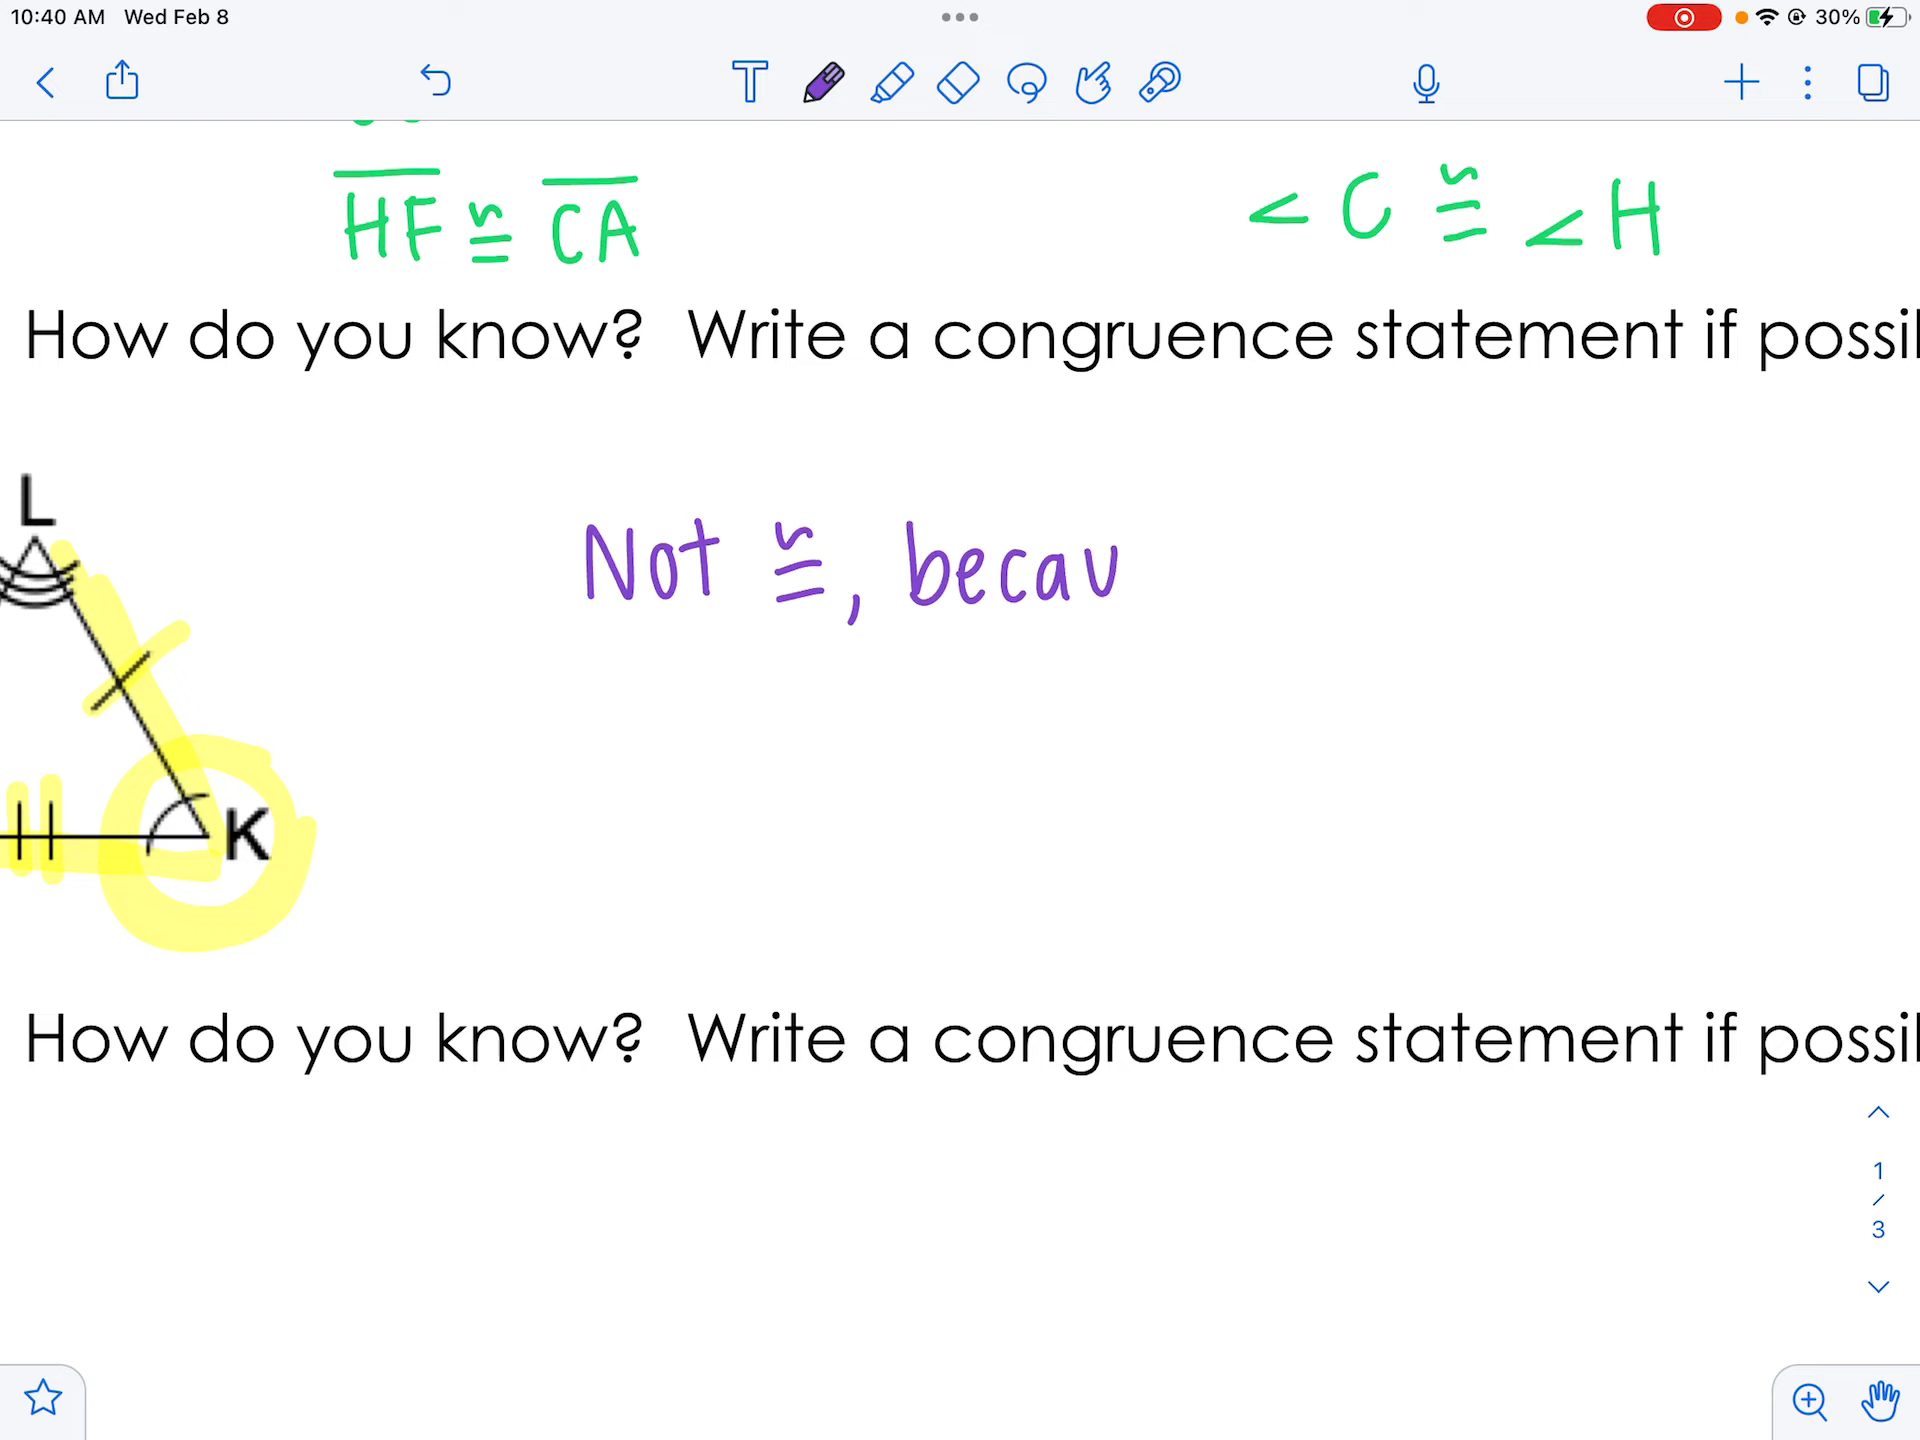 10:40 AM Wed Feb 8
30%
HF ≅ CA
<C ≅ <H
How do you know? Write a congruence statement if possil
L
Not ≅, becau
K
How do you know? Write a congruence statement if possil
1
/
3